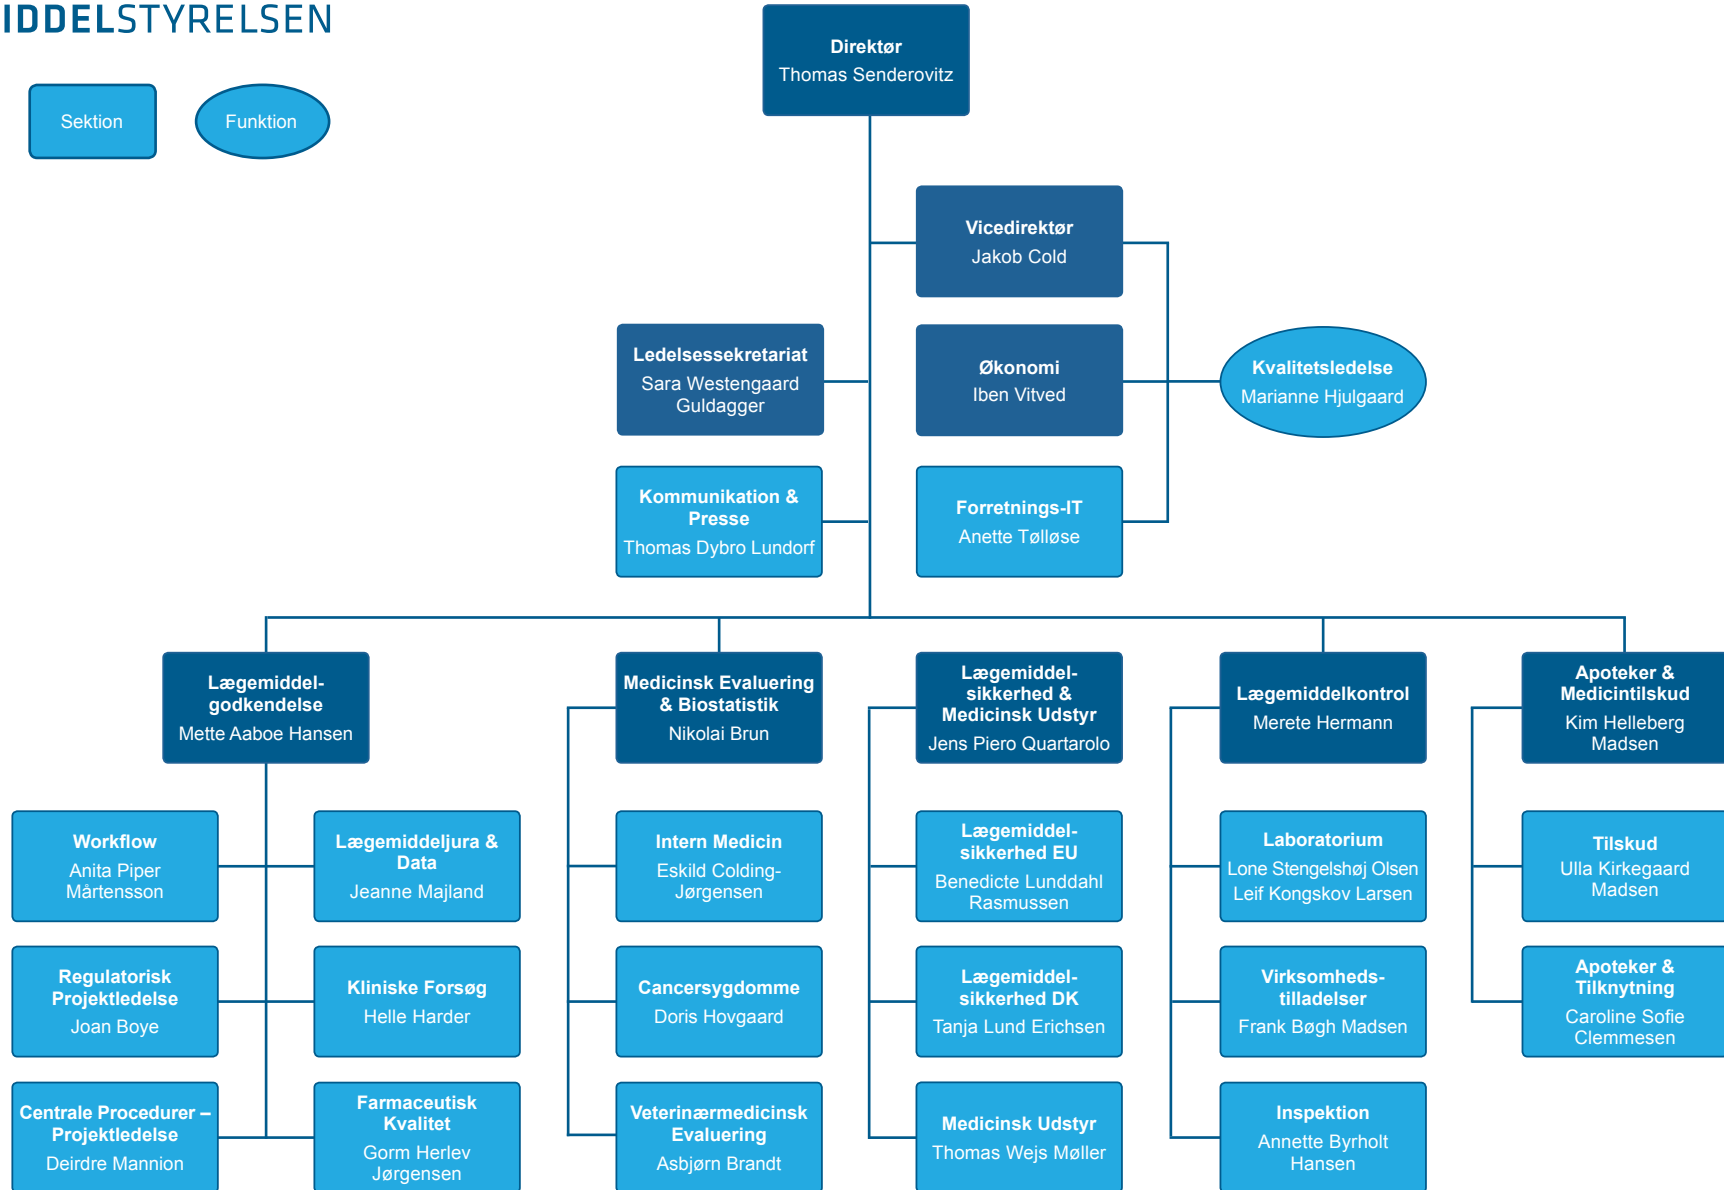 IDDELSTYRELSEN
Sektion
Funktion
Direktør
Thomas Senderovitz
Vicedirektør
Jakob Cold
Ledelsessekretariat
Sara Westengaard
Guldagger
Økonomi
Iben Vitved
Kvalitetsledelse
Marianne Hjulgaard
Kommunikation &
Presse
Thomas Dybro Lundorf
Forretnings-IT
Anette Tølløse
Lægemiddel-
godkendelse
Mette Aaboe Hansen
Medicinsk Evaluering
& Biostatistik
Nikolai Brun
Lægemiddel-
sikkerhed &
Medicinsk Udstyr
Jens Piero Quartarolo
Lægemiddelkontrol
Merete Hermann
Apoteker &
Medicintilskud
Kim Helleberg
Madsen
Workflow
Anita Piper
Mårtensson
Lægemiddeljura &
Data
Jeanne Majland
Intern Medicin
Eskild Colding-
Jørgensen
Lægemiddel-
sikkerhed EU
Benedicte Lunddahl
Rasmussen
Laboratorium
Lone Stengelshøj Olsen
Leif Kongskov Larsen
Tilskud
Ulla Kirkegaard
Madsen
Regulatorisk
Projektledelse
Joan Boye
Kliniske Forsøg
Helle Harder
Cancersygdomme
Doris Hovgaard
Lægemiddel-
sikkerhed DK
Tanja Lund Erichsen
Virksomheds-
tilladelser
Frank Bøgh Madsen
Apoteker &
Tilknytning
Caroline Sofie
Clemmesen
Centrale Procedurer –
Projektledelse
Deirdre Mannion
Farmaceutisk
Kvalitet
Gorm Herlev
Jørgensen
Veterinærmedicinsk
Evaluering
Asbjørn Brandt
Medicinsk Udstyr
Thomas Wejs Møller
Inspektion
Annette Byrholt
Hansen